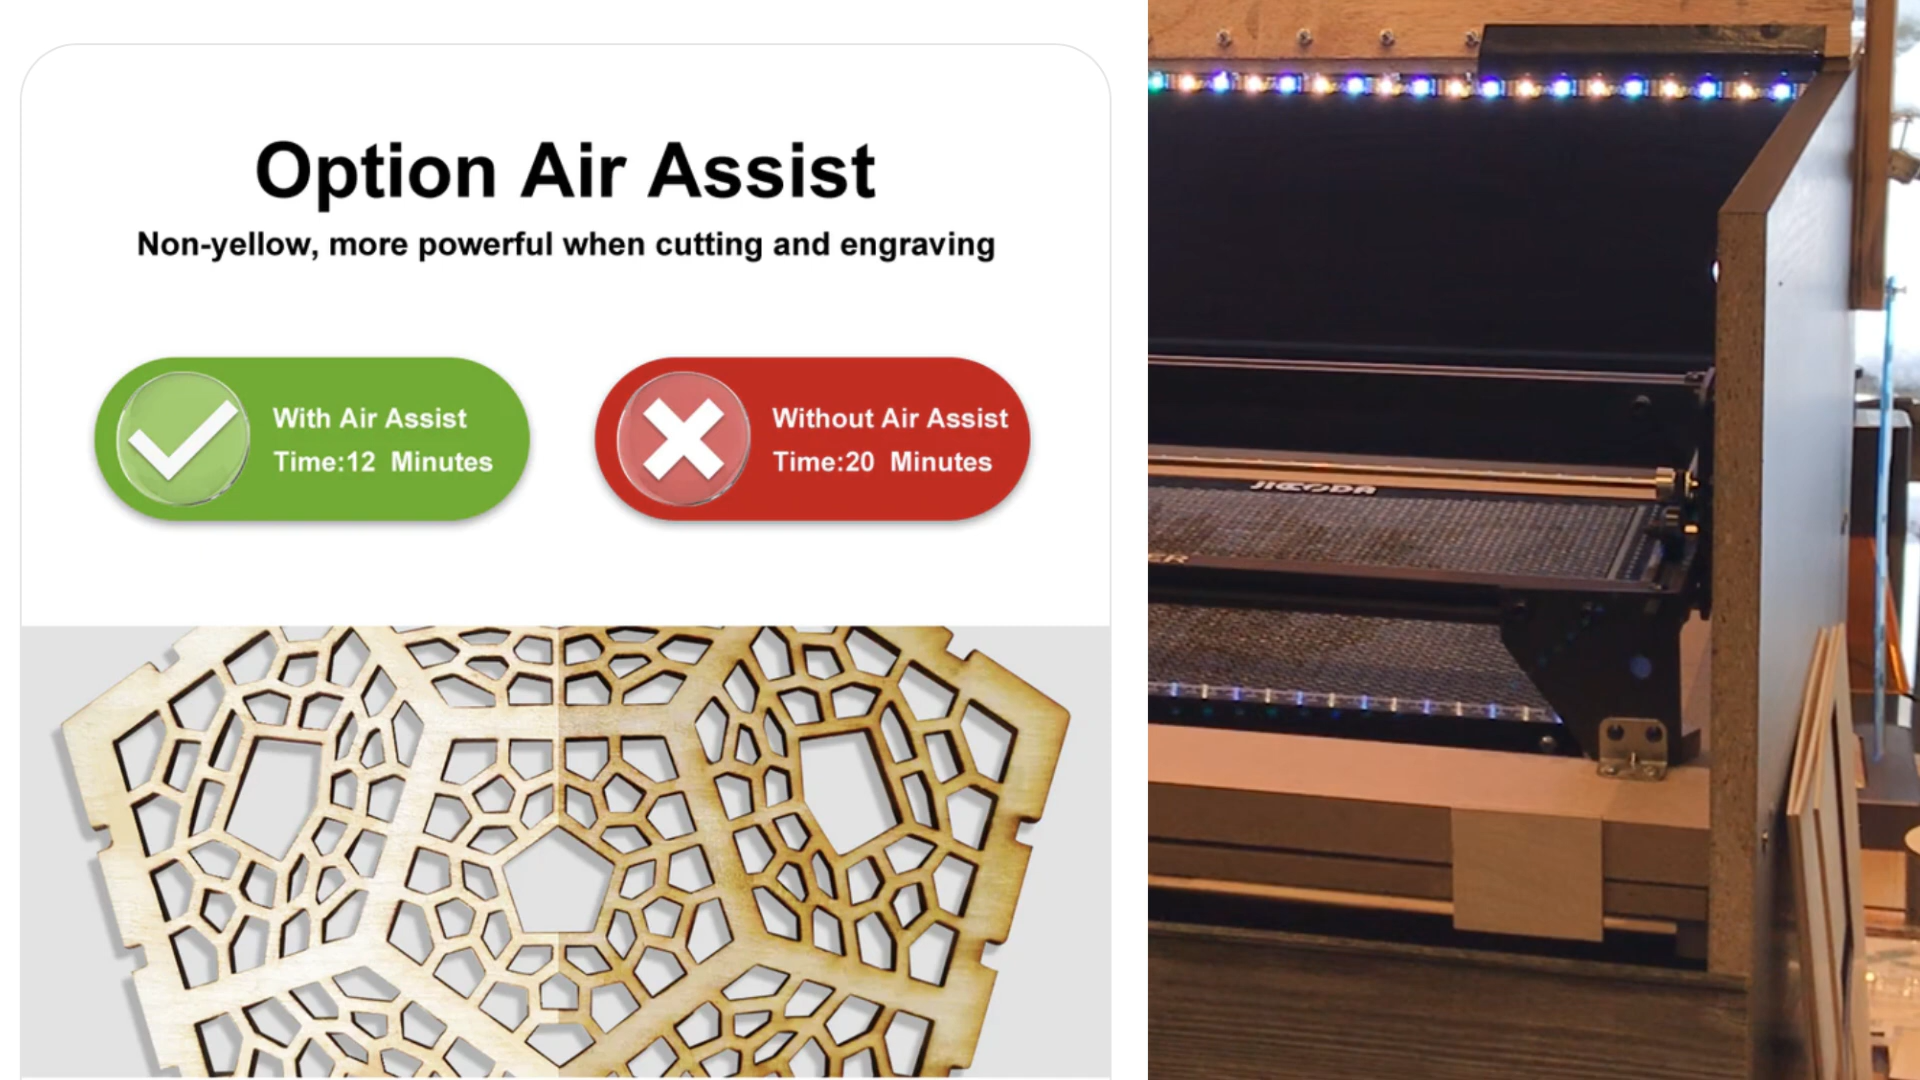 Option Air Assist
Non-yellow, more powerful when cutting and engraving
With Air Assist
Time:12 Minutes
Without Air Assist
Time:20 Minutes